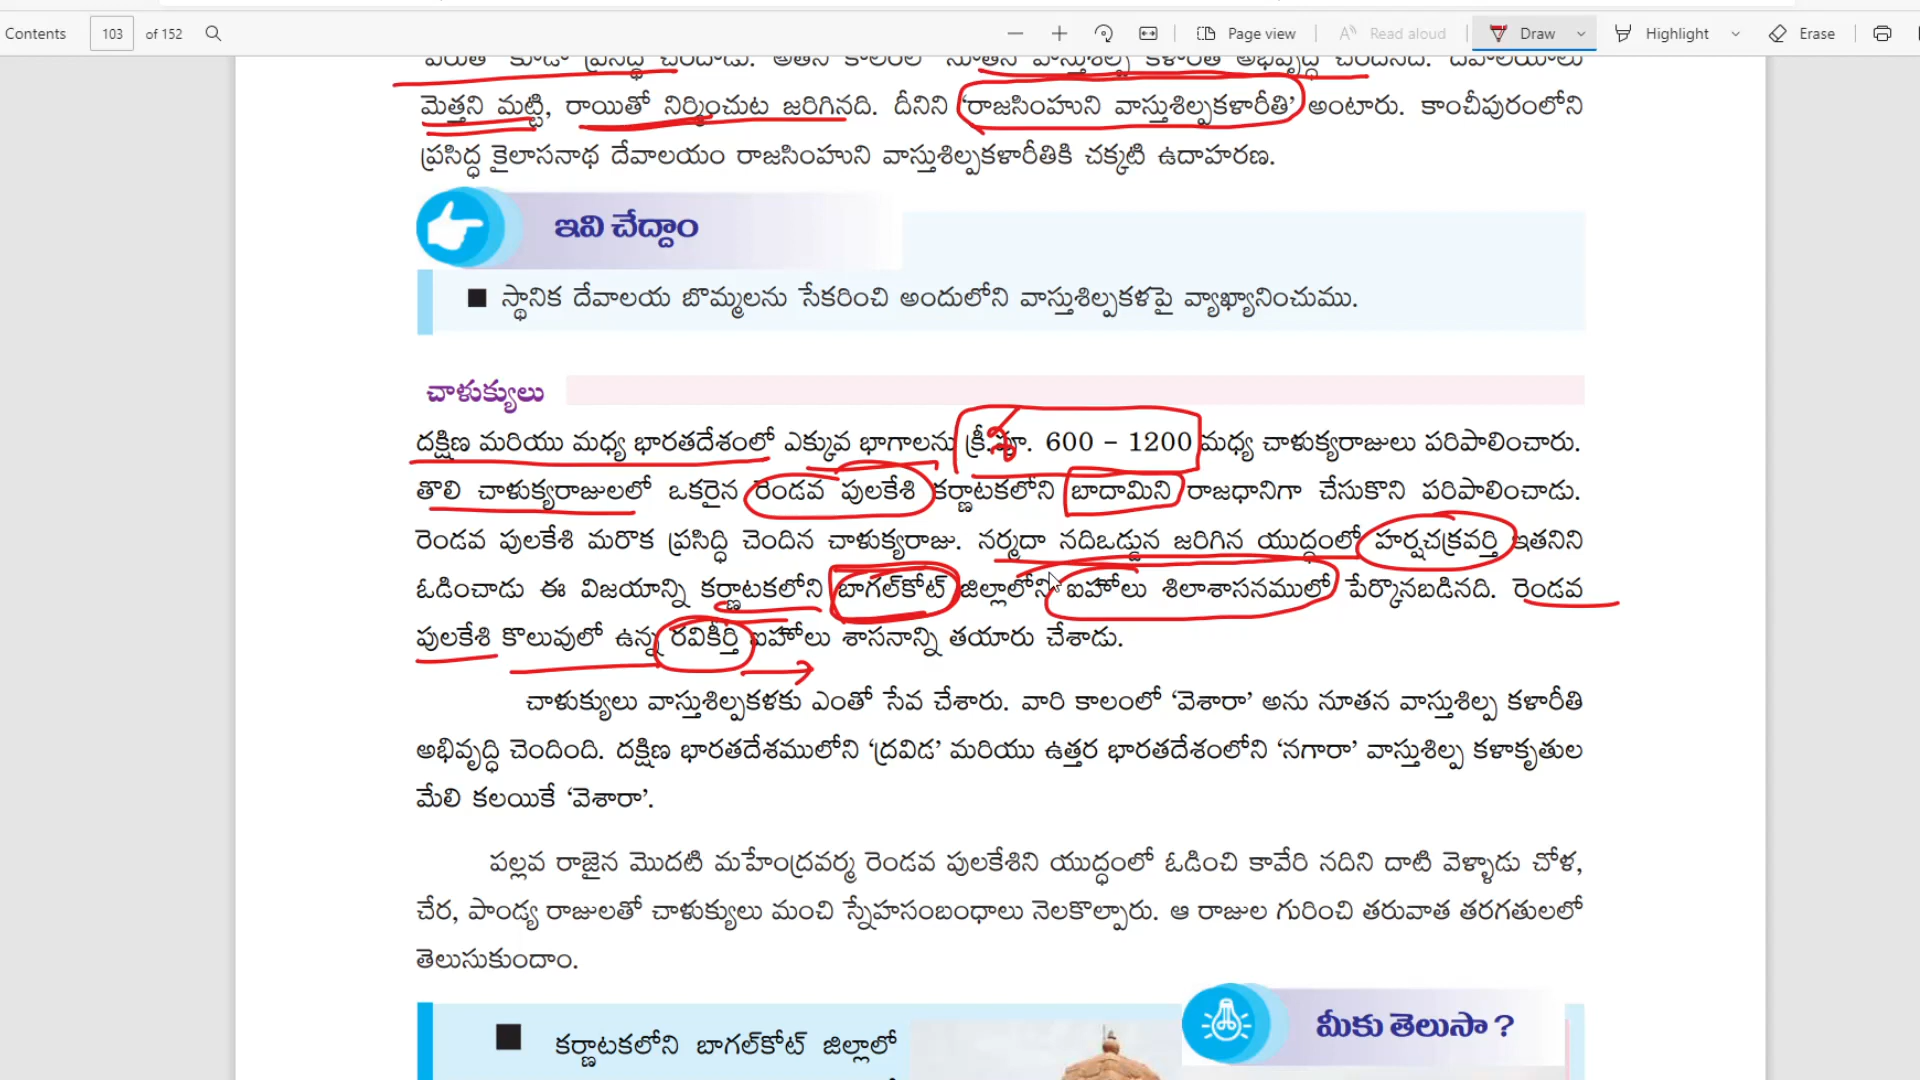 Contents 103 of 152 Page view Read aloud Draw Highlight Erase
మెత్తని మట్టి, రాయితో నిర్మించుట జరిగినది. దీనిని ‘రాజసింహుని వాస్తుశిల్పకళారీతి’ అంటారు. కాంచీపురంలోని
ప్రసిద్ధ కైలాసనాథ దేవాలయం రాజసింహుని వాస్తుశిల్పకళారీతికి చక్కటి ఉదాహరణ.
ఇవి చేద్దాం
■ స్థానిక దేవాలయ బొమ్మలను సేకరించి అందులోని వాస్తుశిల్పకళపై వ్యాఖ్యానించుము.
చాళుక్యులు
దక్షిణ మరియు మధ్య భారతదేశంలో ఎక్కువ భాగాలను క్రీ.పూ. 600 – 1200 మధ్య చాళుక్యరాజులు పరిపాలించారు.
తొలి చాళుక్యరాజులలో ఒకరైన రెండవ పులకేశి కర్ణాటకలోని బాదామిని రాజధానిగా చేసుకొని పరిపాలించాడు.
రెండవ పులకేశి మరొక ప్రసిద్ధి చెందిన చాళుక్యరాజు. నర్మదా నదిఒడ్డున జరిగిన యుద్ధంలో హర్షచక్రవర్తి ఇతనిని
ఓడించాడు ఈ విజయాన్ని కర్ణాటకలోని బాగల్‌కోట్ జిల్లాలోని ఐహోలు శిలాశాసనములో పేర్కొనబడినది. రెండవ
పులకేశి కొలువులో ఉన్న రవికీర్తి ఐహోలు శాసనాన్ని తయారు చేశాడు.
చాళుక్యులు వాస్తుశిల్పకళకు ఎంతో సేవ చేశారు. వారి కాలంలో ‘వెశారా’ అను నూతన వాస్తుశిల్ప కళారీతి
అభివృద్ధి చెందింది. దక్షిణ భారతదేశములోని ‘ద్రవిడ’ మరియు ఉత్తర భారతదేశంలోని ‘నగారా’ వాస్తుశిల్ప కళాకృతుల
మేలి కలయికే ‘వెశారా’.
పల్లవ రాజైన మొదటి మహేంద్రవర్మ రెండవ పులకేశిని యుద్ధంలో ఓడించి కావేరి నదిని దాటి వెళ్ళాడు చోళ,
చేర, పాండ్య రాజులతో చాళుక్యులు మంచి స్నేహసంబంధాలు నెలకొల్పారు. ఆ రాజుల గురించి తరువాత తరగతులలో
తెలుసుకుందాం.
■ కర్ణాటకలోని బాగల్‌కోట్ జిల్లాలో
మీకు తెలుసా ?